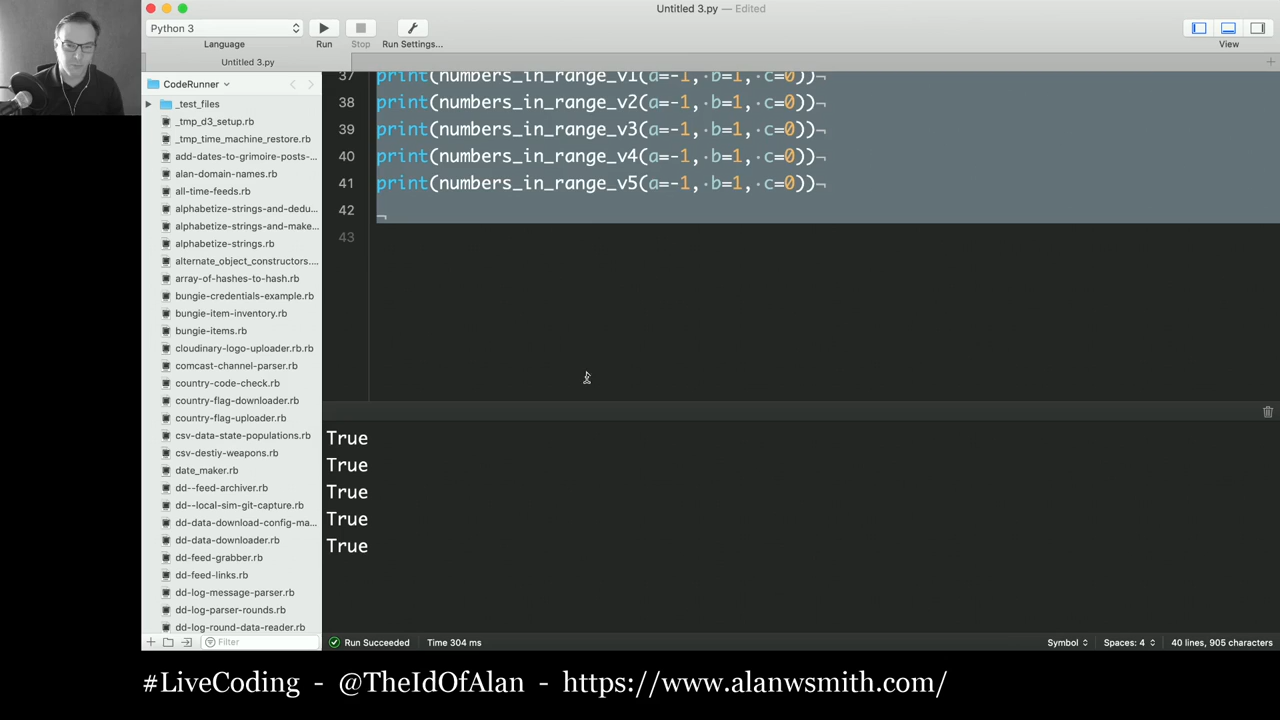 Untitled 3.py — Edited
Python 3
Language
Run
Stop
Run Settings...
View
Untitled 3.py
CodeRunner
_test_files
_tmp_d3_setup.rb
_tmp_time_machine_restore.rb
add-dates-to-grimoire-posts-...
alan-domain-names.rb
all-time-feeds.rb
alphabetize-strings-and-dedu...
alphabetize-strings-and-make...
alphabetize-strings.rb
alternate_object_constructors....
array-of-hashes-to-hash.rb
bungie-credentials-example.rb
bungie-item-inventory.rb
bungie-items.rb
cloudinary-logo-uploader.rb.rb
comcast-channel-parser.rb
country-code-check.rb
country-flag-downloader.rb
country-flag-uploader.rb
csv-data-state-populations.rb
csv-destiy-weapons.rb
date_maker.rb
dd--feed-archiver.rb
dd--local-sim-git-capture.rb
dd-data-download-config-ma...
dd-data-downloader.rb
dd-feed-grabber.rb
dd-feed-links.rb
dd-log-message-parser.rb
dd-log-parser-rounds.rb
dd-log-round-data-reader.rb
Filter
37 print(numbers_in_range_v1(a=-1,·b=1,·c=0))¬
38 print(numbers_in_range_v2(a=-1,·b=1,·c=0))¬
39 print(numbers_in_range_v3(a=-1,·b=1,·c=0))¬
40 print(numbers_in_range_v4(a=-1,·b=1,·c=0))¬
41 print(numbers_in_range_v5(a=-1,·b=1,·c=0))¬
42 ¬
43
True
True
True
True
True
Run Succeeded
Time 304 ms
Symbol
Spaces: 4
40 lines, 905 characters
#LiveCoding - @TheIdOfAlan - https://www.alanwsmith.com/